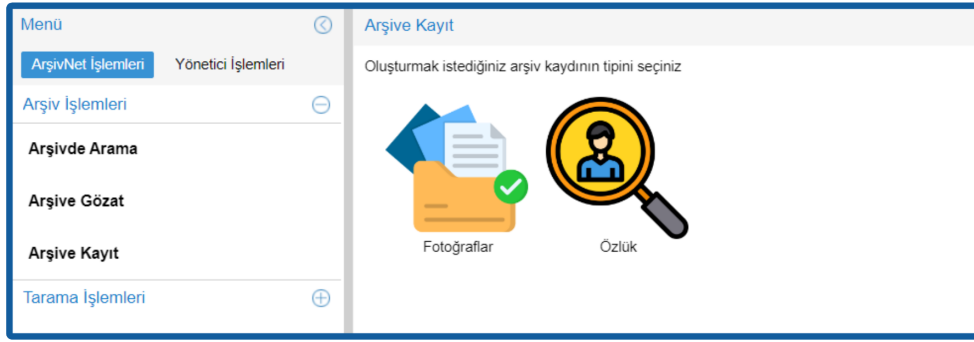 Menü
ArşivNet İşlemleri Yönetici İşlemleri
Arşiv İşlemleri
Arşivde Arama
Arşive Gözat
Arşive Kayıt
Tarama İşlemleri
Arşive Kayıt
Oluşturmak istediğiniz arşiv kaydının tipini seçiniz
Fotoğraflar Özlük